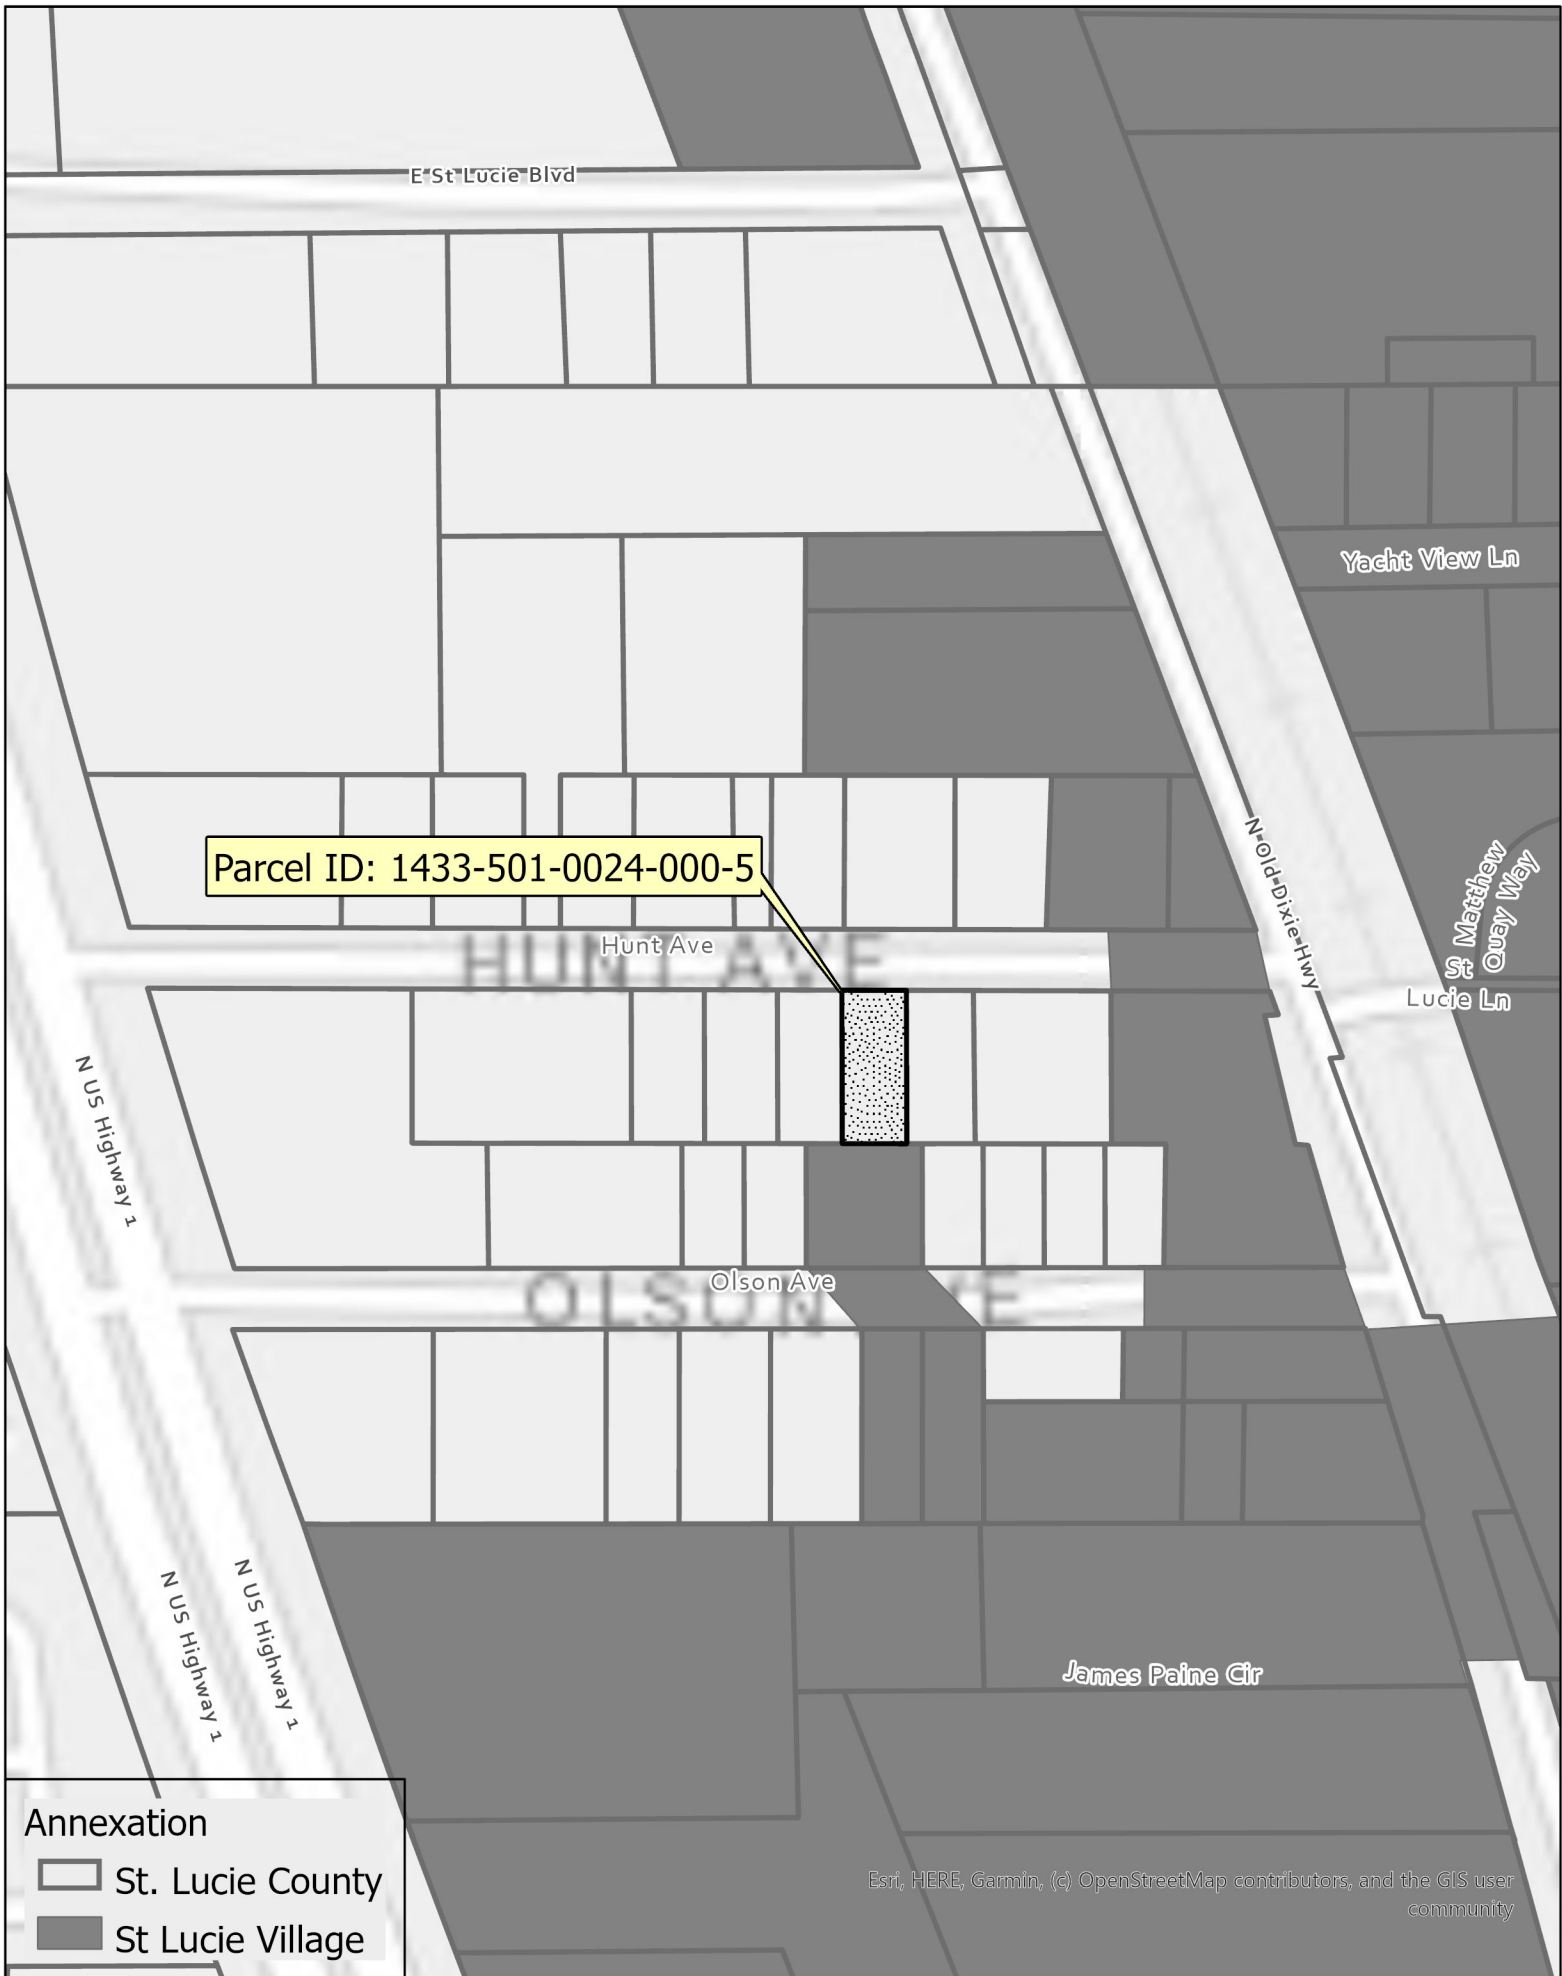 E St Lucie Blvd
Yacht View Ln
N Old Dixie Hwy
Parcel ID: 1433-501-0024-000-5
St Matthew
Quay Way
Hunt Ave
HUNT AVE
Lucie Ln
N US Highway 1
Olson Ave
OLSON VE
N US Highway 1
N US Highway 1
James Paine Cir
Annexation
St. Lucie County
St Lucie Village
Esri, HERE, Garmin, (c) OpenStreetMap contributors, and the GIS user
community